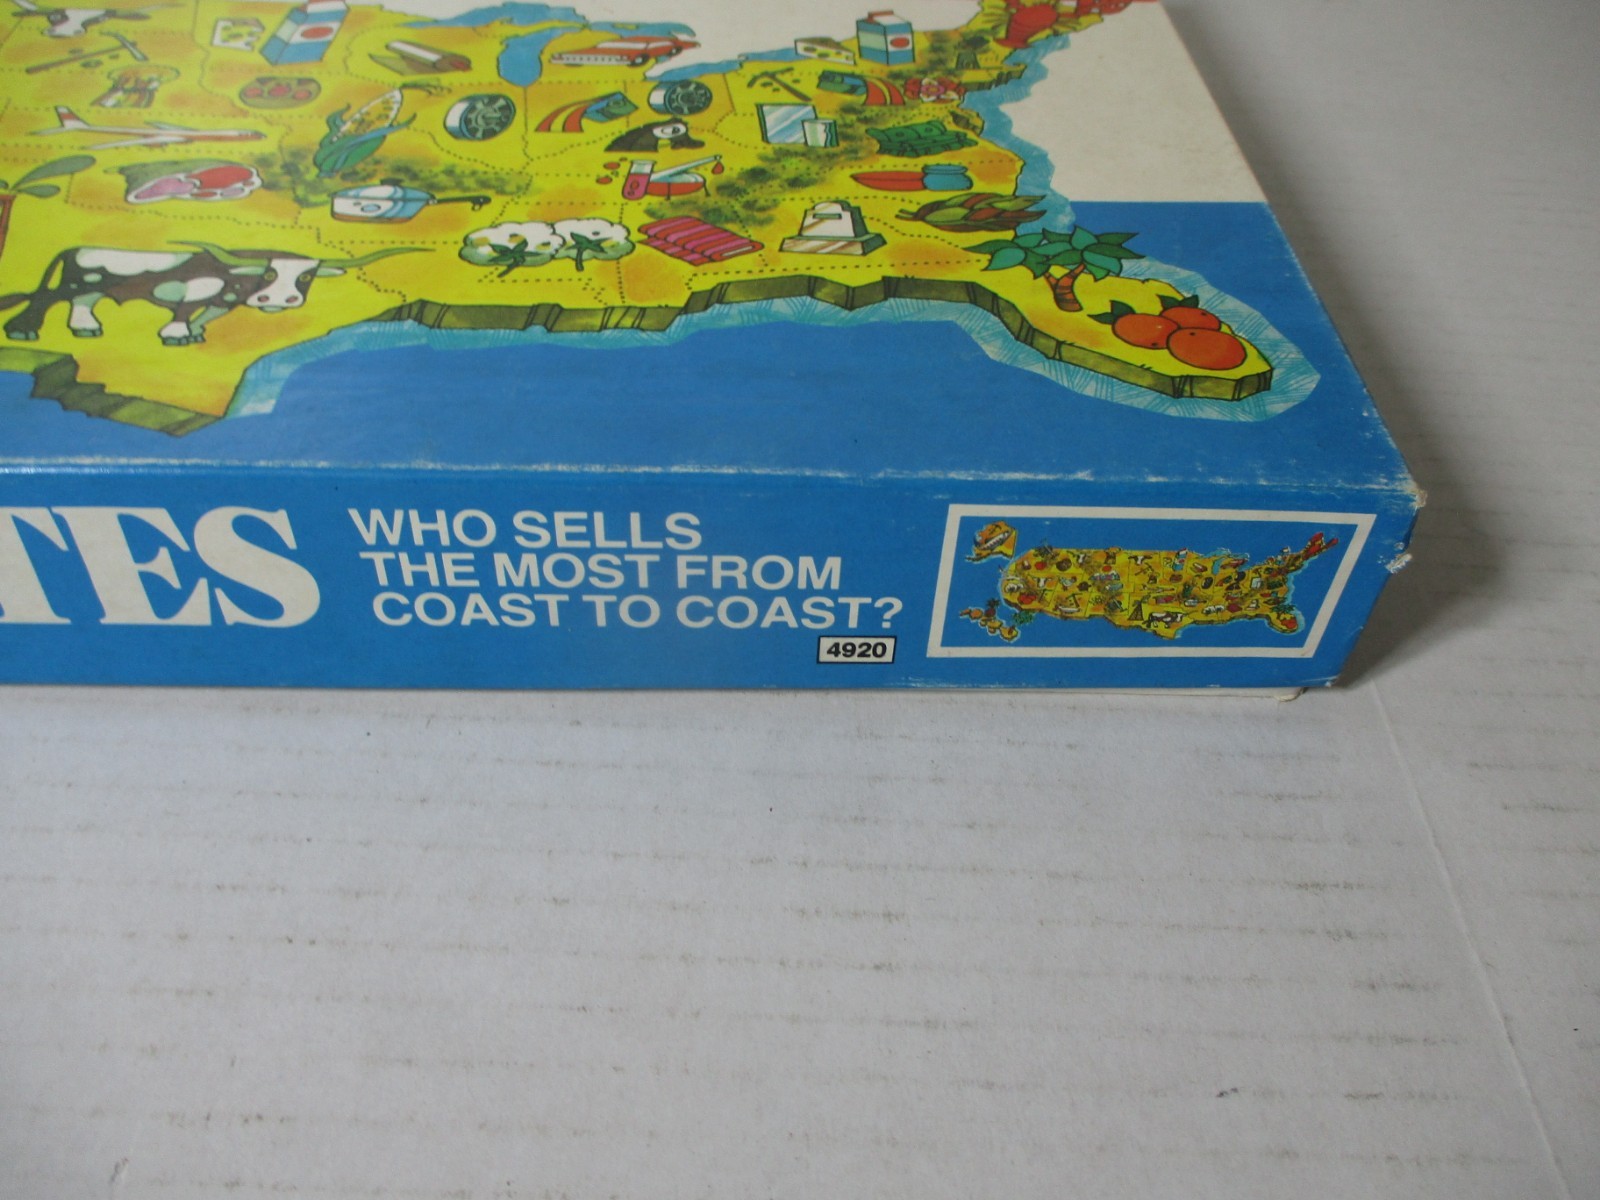 TES
WHO SELLS
THE MOST FROM
COAST TO COAST?
4920